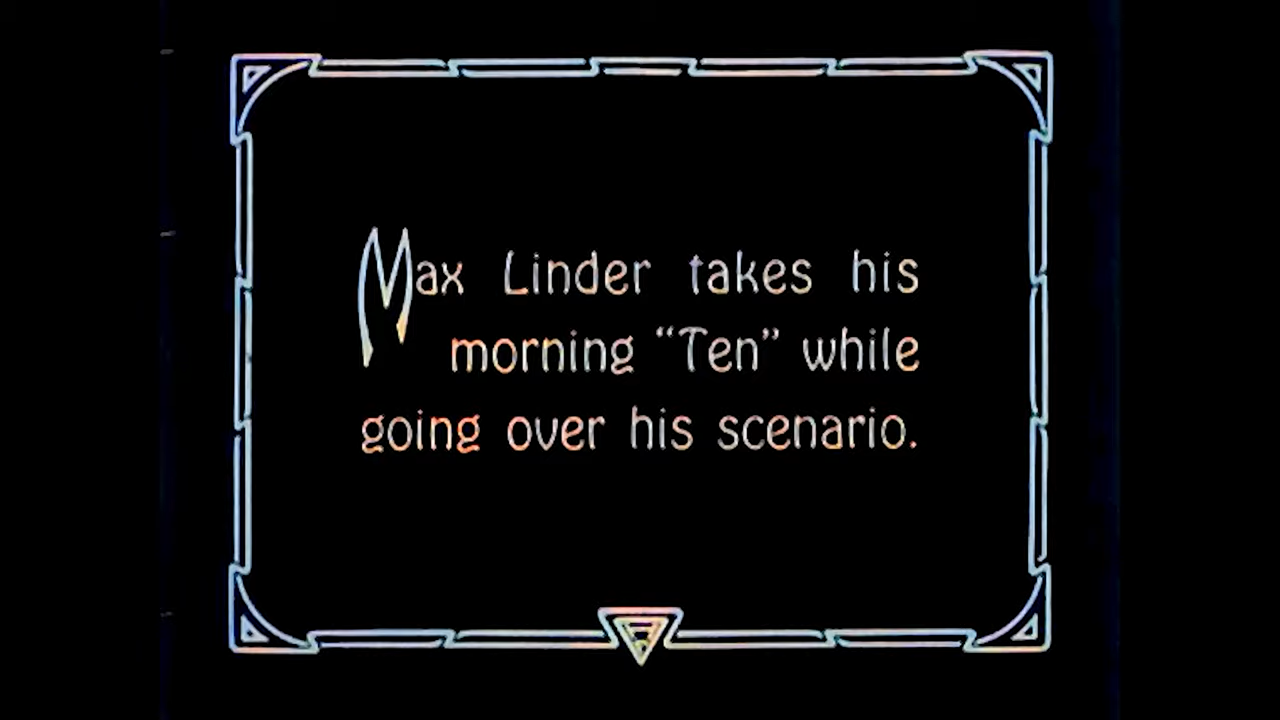 Max Linder takes his
morning “Ten” while
going over his scenario.